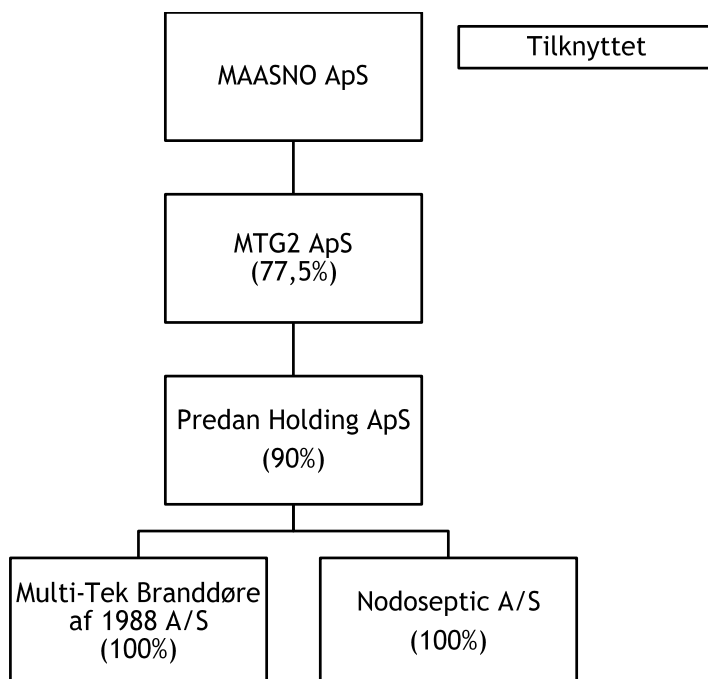 MAASNO ApS
Tilknyttet
MTG2 ApS
(77,5%)
Predan Holding ApS
(90%)
Multi-Tek Branddøre
af 1988 A/S
(100%)
Nodoseptic A/S
(100%)